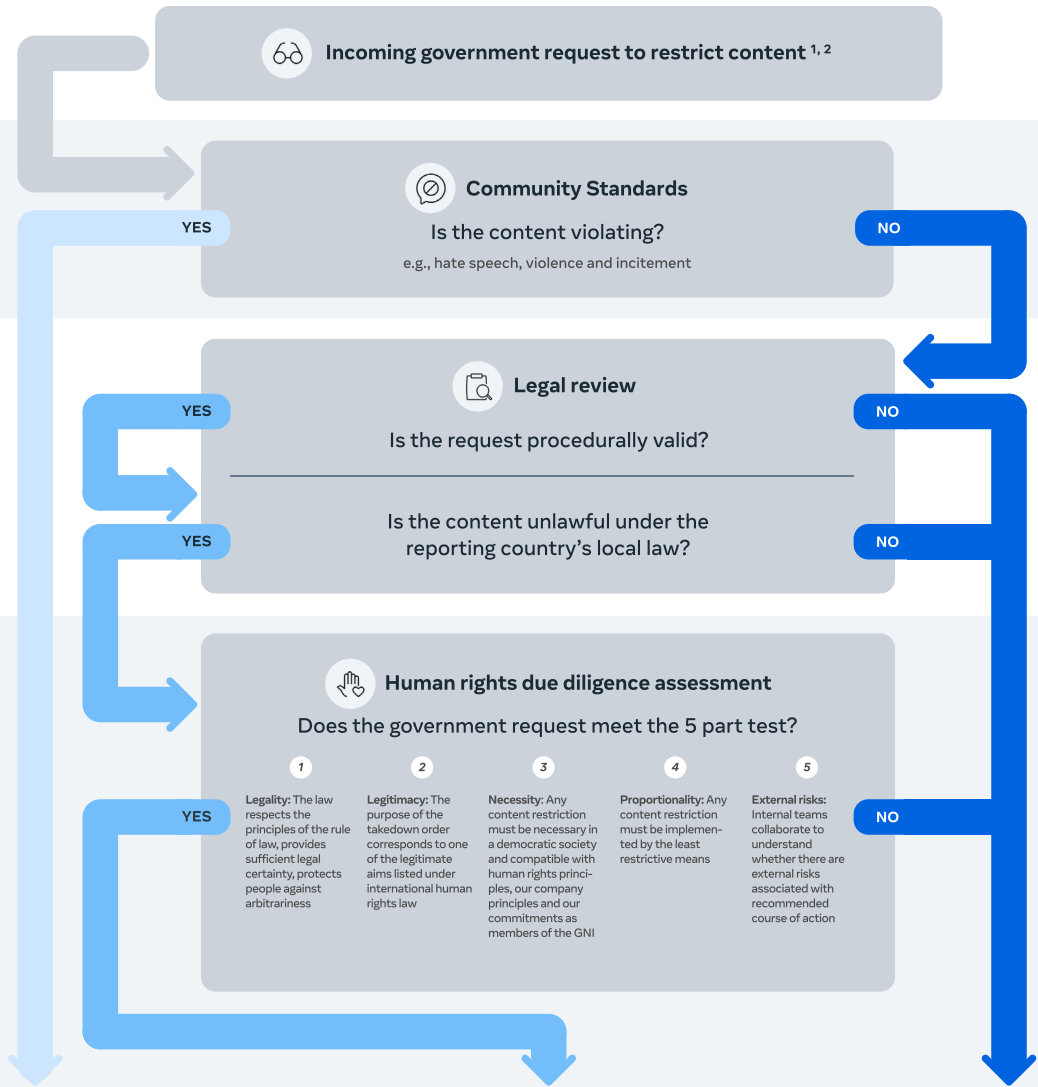 Incoming government request to restrict content 1, 2
Community Standards
YES
NO
Is the content violating?
e.g., hate speech, violence and incitement
Legal review
YES
NO
Is the request procedurally valid?
Is the content unlawful under the
YES
NO
reporting country's local law?
Human rights due diligence assessment
Does the government request meet the 5 part test?
1
Legality: The law
respects the
principles of the rule
of law, provides
sufficient legal
certainty, protects
people against
arbitrariness
2
Legitimacy: The
purpose of the
takedown order
corresponds to one
of the legitimate
aims listed under
international human
rights law
3
Necessity: Any
content restriction
must be necessary in
a democratic society
and compatible with
human rights princi-
ples, our company
principles and our
commitments as
members of the GNI
4
Proportionality: Any
content restriction
must be implemen-
ted by the least
restrictive means
5
External risks:
Internal teams
collaborate to
understand
whether there are
external risks
associated with
recommended
course of action
YES
NO